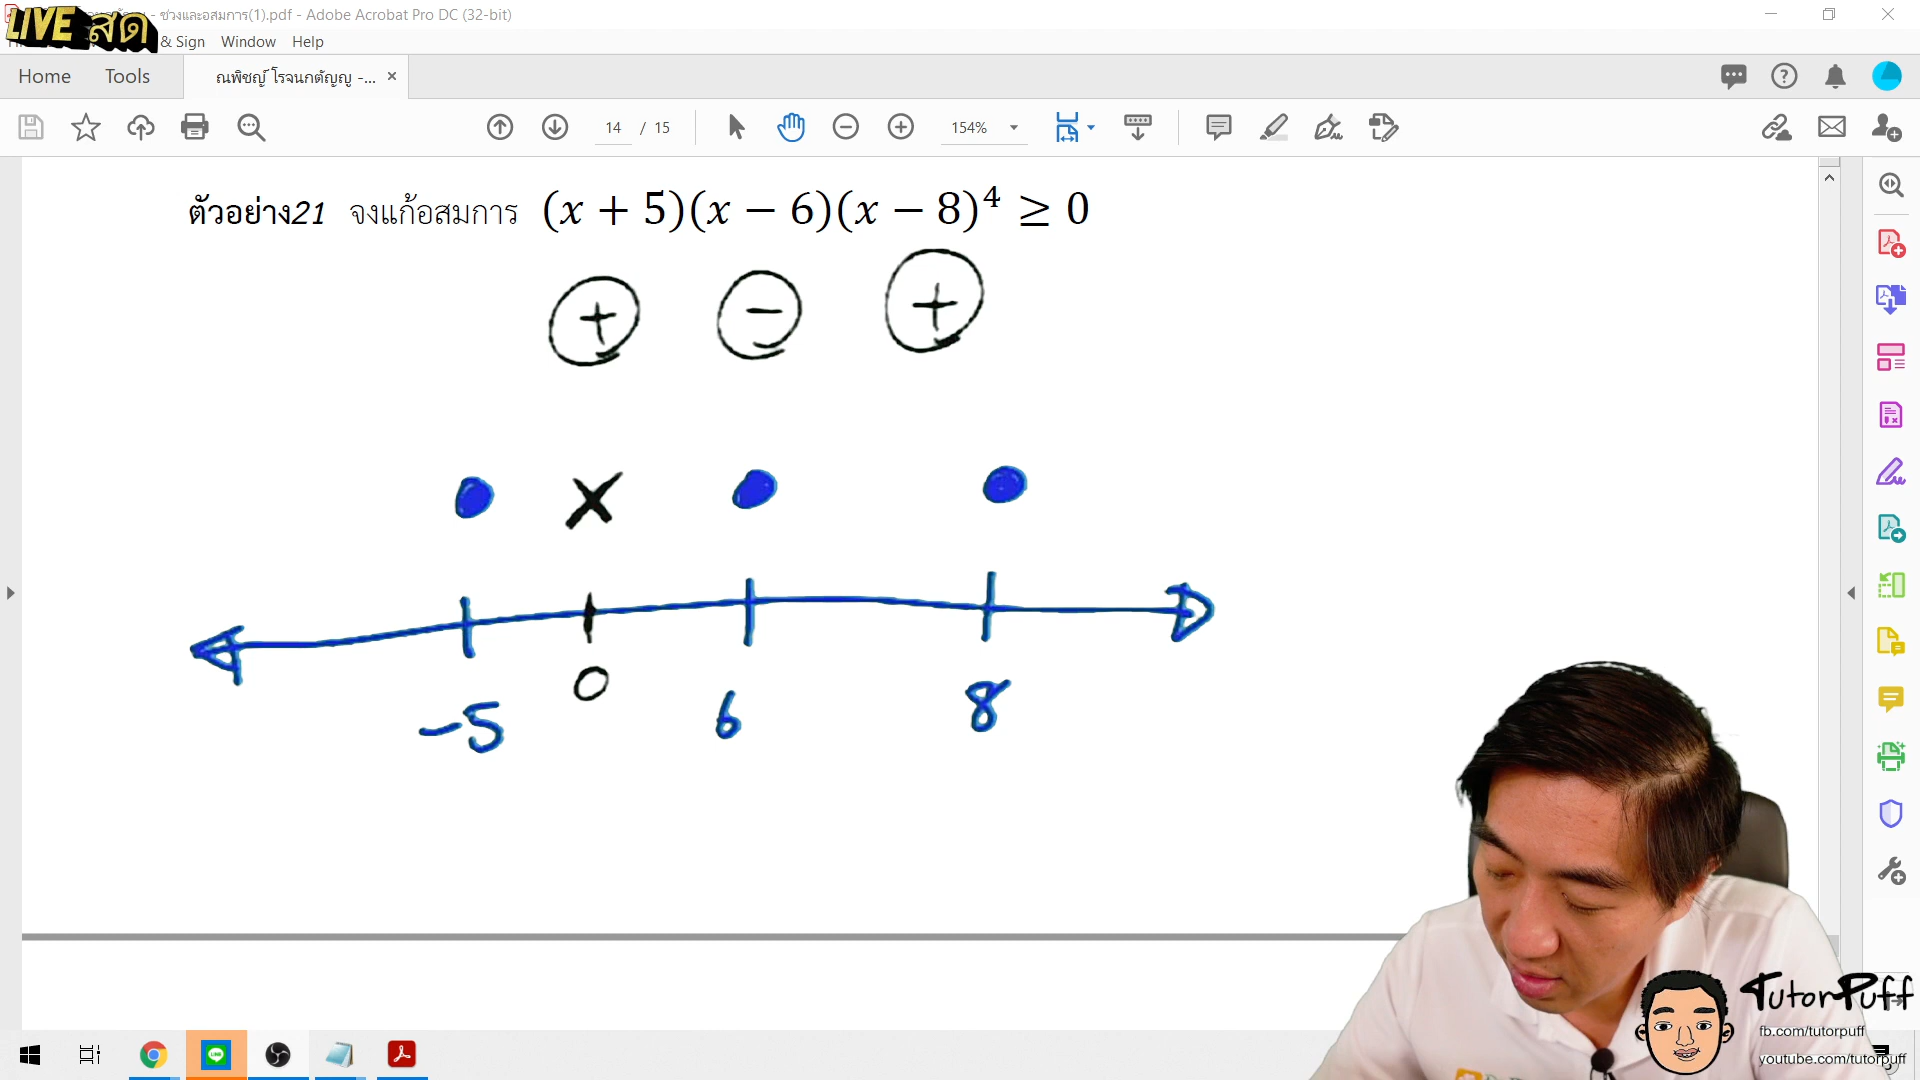 LIVE สด
- ช่วงและอสมการ(1).pdf - Adobe Acrobat Pro DC (32-bit)
& Sign Window Help
Home Tools ณพิชญ์ โรจนกตัญญู -... ×
14 / 15 154%
ตัวอย่าง21 จงแก้อสมการ (x + 5)(x − 6)(x − 8)⁴ ≥ 0
+ − +
×
-5 0 6 8
TutorPuff
fb.com/tutorpuff
youtube.com/tutorpuff
LINE